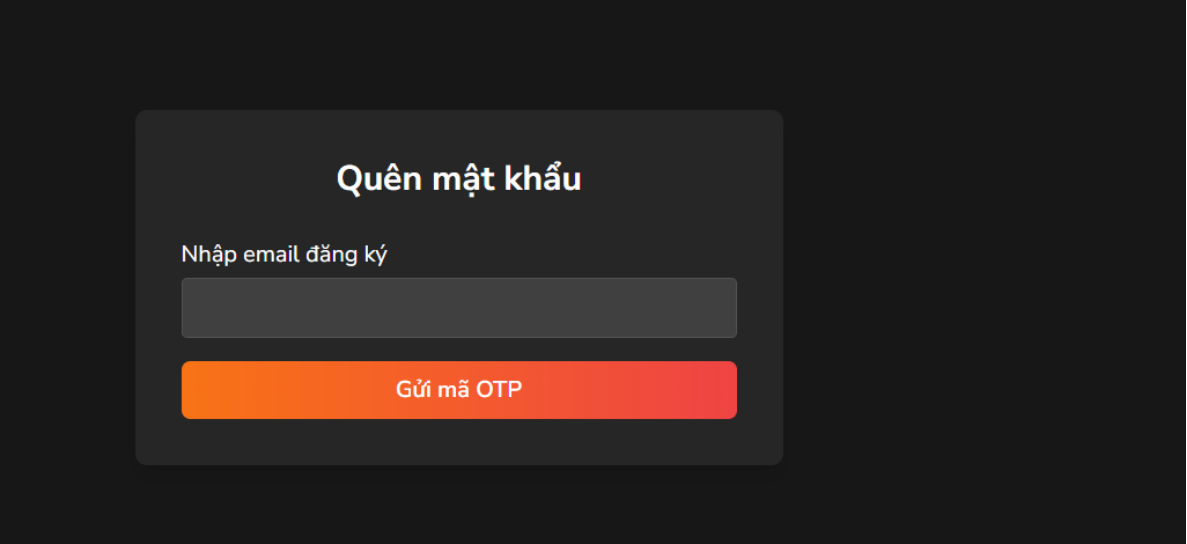 Quên mật khẩu
Nhập email đăng ký
Gửi mã OTP